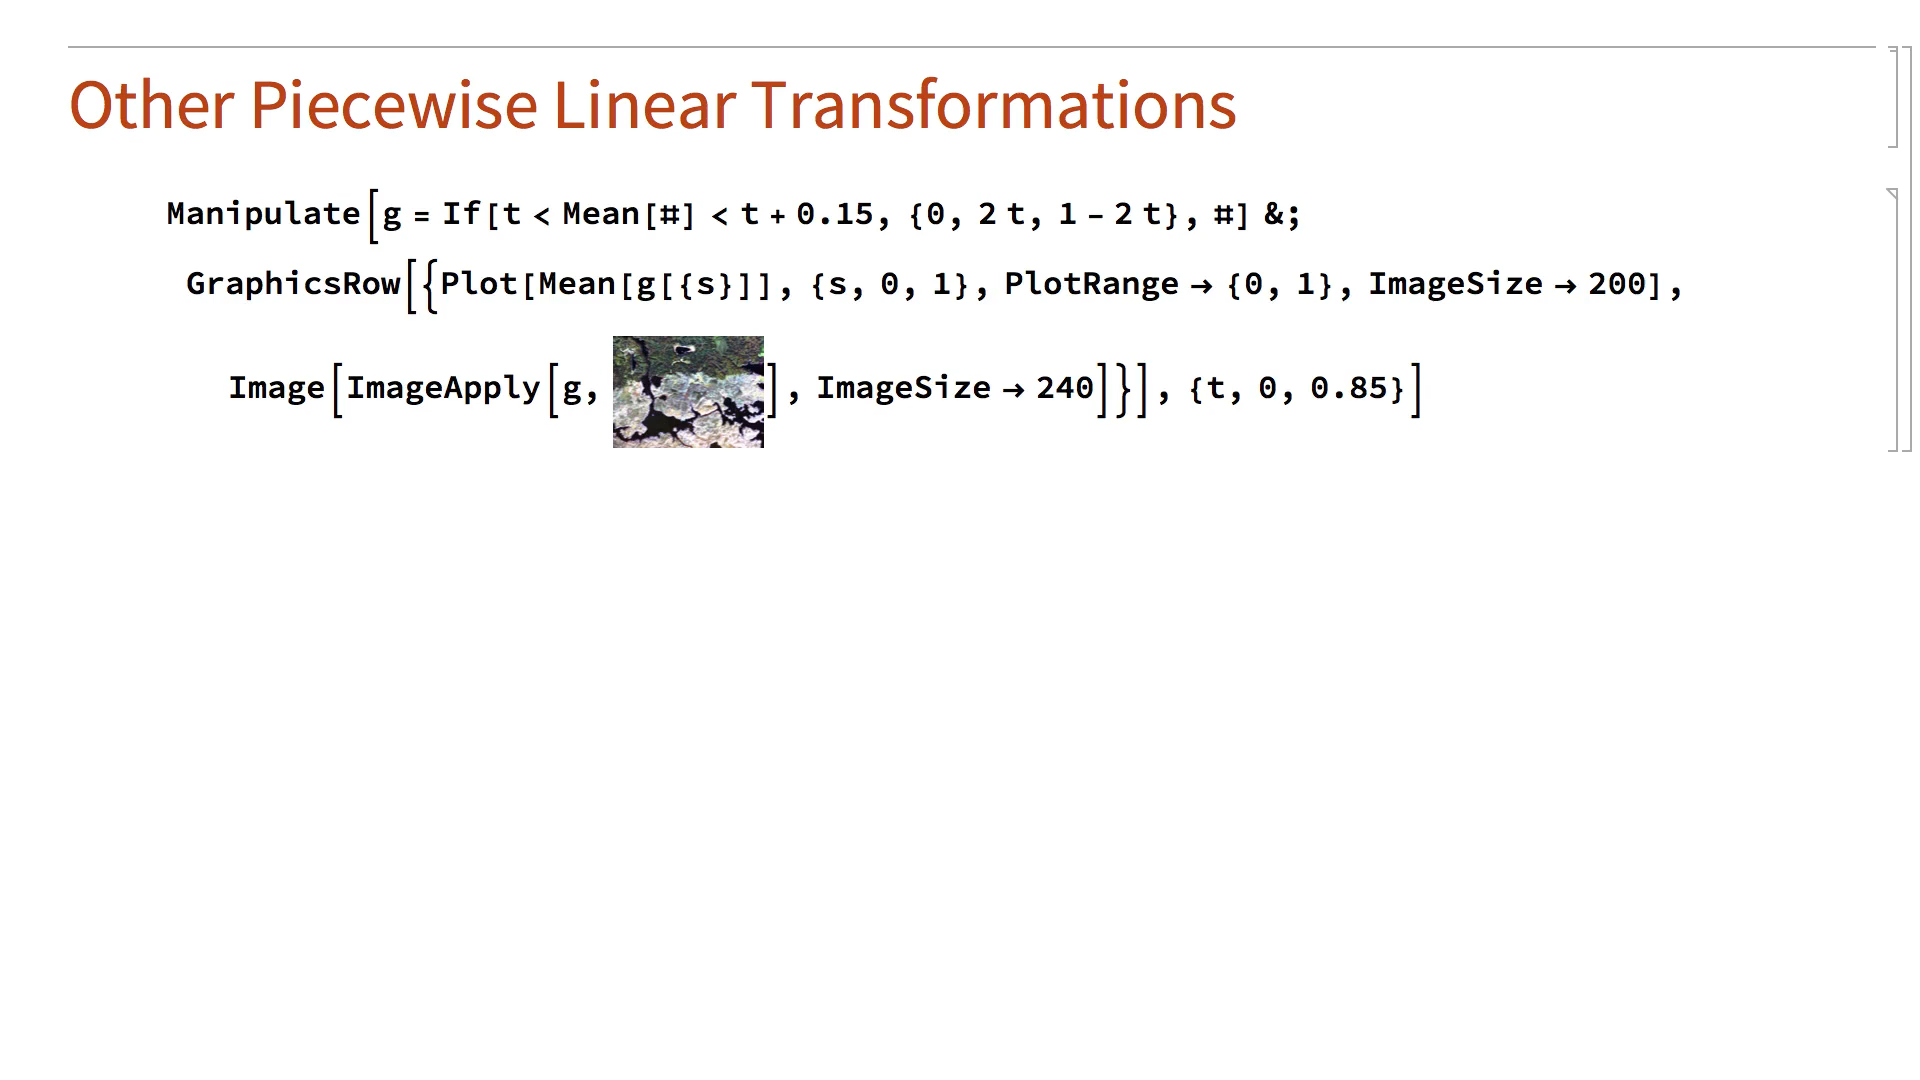 Other Piecewise Linear Transformations
Manipulate[g = If[t < Mean[#] < t + 0.15, {0, 2 t, 1 - 2 t}, #] &;
GraphicsRow[{Plot[Mean[g[{s}]], {s, 0, 1}, PlotRange → {0, 1}, ImageSize → 200],
Image[ImageApply[g, ], ImageSize → 240]}], {t, 0, 0.85}]